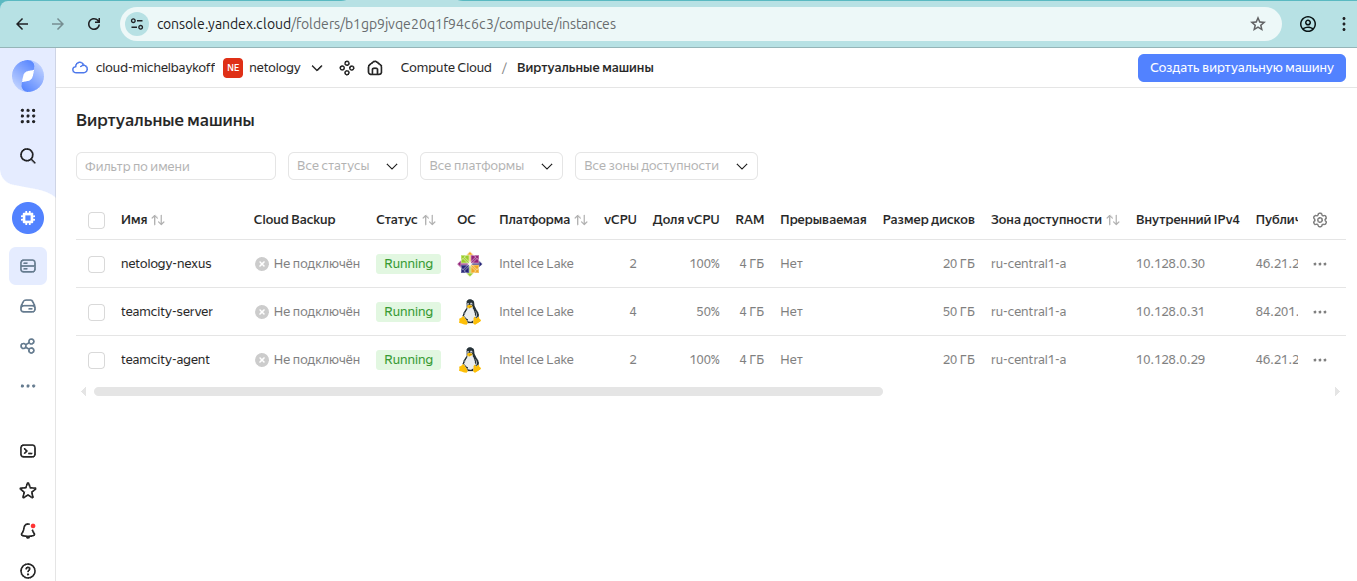 console.yandex.cloud/folders/b1gp9jvqe20q1f94c6c3/compute/instances
cloud-michelbaykoff NE netology Compute Cloud / Виртуальные машины Создать виртуальную машину
Виртуальные машины
Фильтр по имени Все статусы Все платформы Все зоны доступности
Имя Cloud Backup Статус ОС Платформа vCPU Доля vCPU RAM Прерываемая Размер дисков Зона доступности Внутренний IPv4 Публич
netology-nexus Не подключён Running Intel Ice Lake 2 100% 4 ГБ Нет 20 ГБ ru-central1-a 10.128.0.30 46.21.2
teamcity-server Не подключён Running Intel Ice Lake 4 50% 4 ГБ Нет 50 ГБ ru-central1-a 10.128.0.31 84.201.
teamcity-agent Не подключён Running Intel Ice Lake 2 100% 4 ГБ Нет 20 ГБ ru-central1-a 10.128.0.29 46.21.2